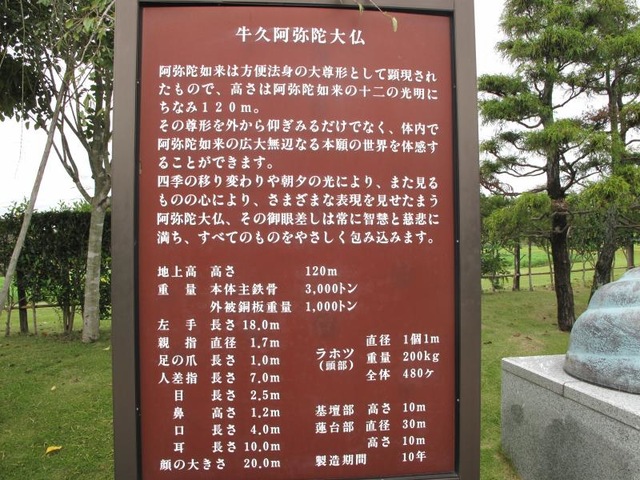 牛久阿弥陀大仏
阿弥陀如来は方便法身の大尊形として顕現され
たもので、高さは阿弥陀如来の十二の光明に
ちなみ120m。
その尊形を外から仰ぎみるだけでなく、体内で
阿弥陀如来の広大無辺なる本願の世界を体感す
ることができます。
四季の移り変わりや朝夕の光により、また見る
ものの心により、さまざまな表現を見せたまう
阿弥陀大仏、その御眼差しは常に智慧と慈悲に
満ち、すべてのものをやさしく包み込みます。
地上高 高さ 120m
重量 本体主鉄骨 3,000トン
外被銅板重量 1,000トン
左手 長さ 18.0m
親指 直径 1.7m
足の爪 長さ 1.0m
人差指 長さ 7.0m
目 長さ 2.5m
鼻 高さ 1.2m
口 長さ 4.0m
耳 長さ 10.0m
顔の大きさ 20.0m
ラホツ 直径 1個1m
(頭部) 重量 200kg
全体 480ケ
基壇部 高さ 10m
蓮台部 直径 30m
高さ 10m
製造期間 10年